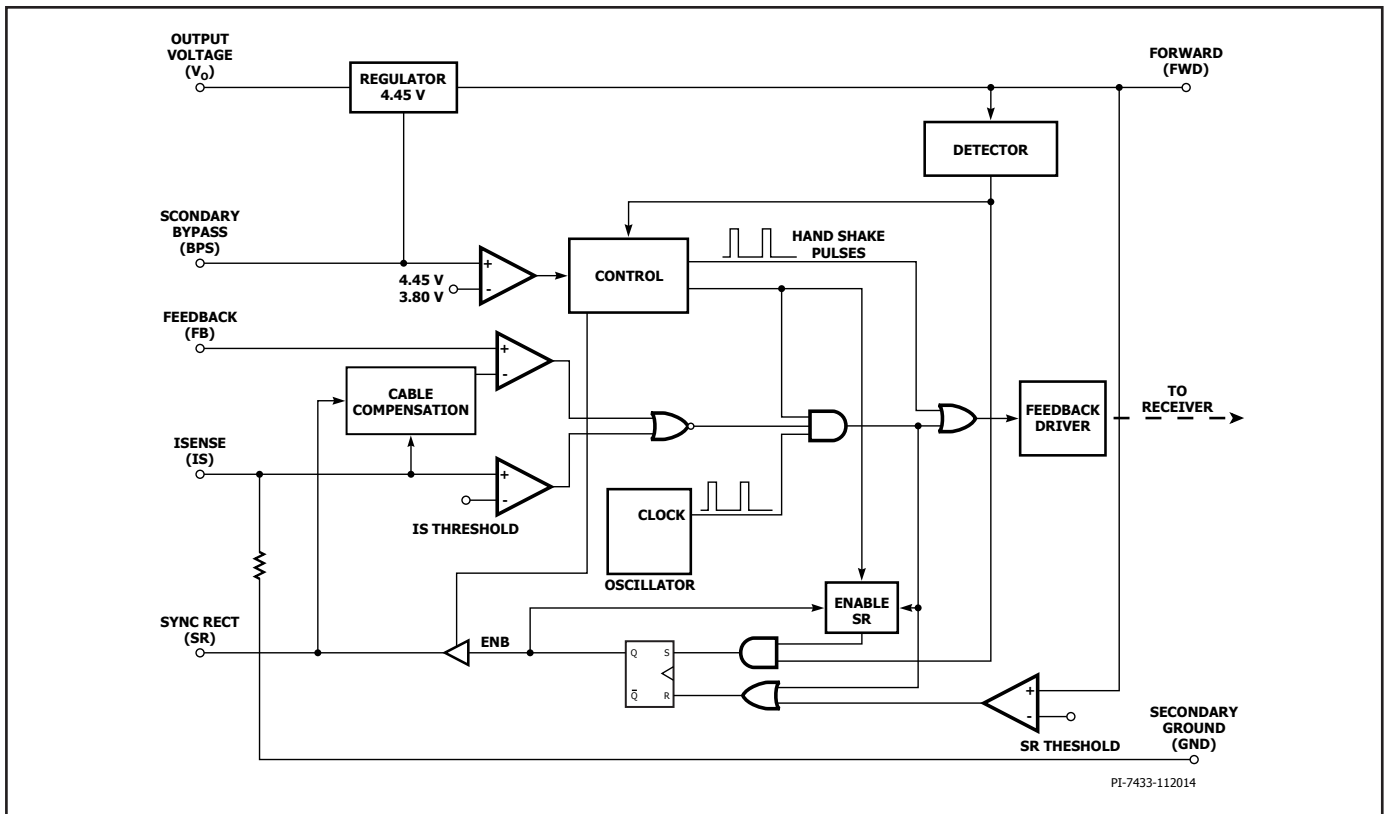 OUTPUT
VOLTAGE
(VO)
REGULATOR
4.45 V
FORWARD
(FWD)
DETECTOR
SCONDARY
BYPASS
(BPS)
+
-
4.45 V
3.80 V
CONTROL
HAND SHAKE
PULSES
FEEDBACK
(FB)
+
-
CABLE
COMPENSATION
FEEDBACK
DRIVER
TO
RECEIVER
ISENSE
(IS)
+
-
IS THRESHOLD
CLOCK
OSCILLATOR
ENABLE
SR
SYNC RECT
(SR)
ENB
Q
S
Q̅
R
+
-
SR THESHOLD
SECONDARY
GROUND
(GND)
PI-7433-112014